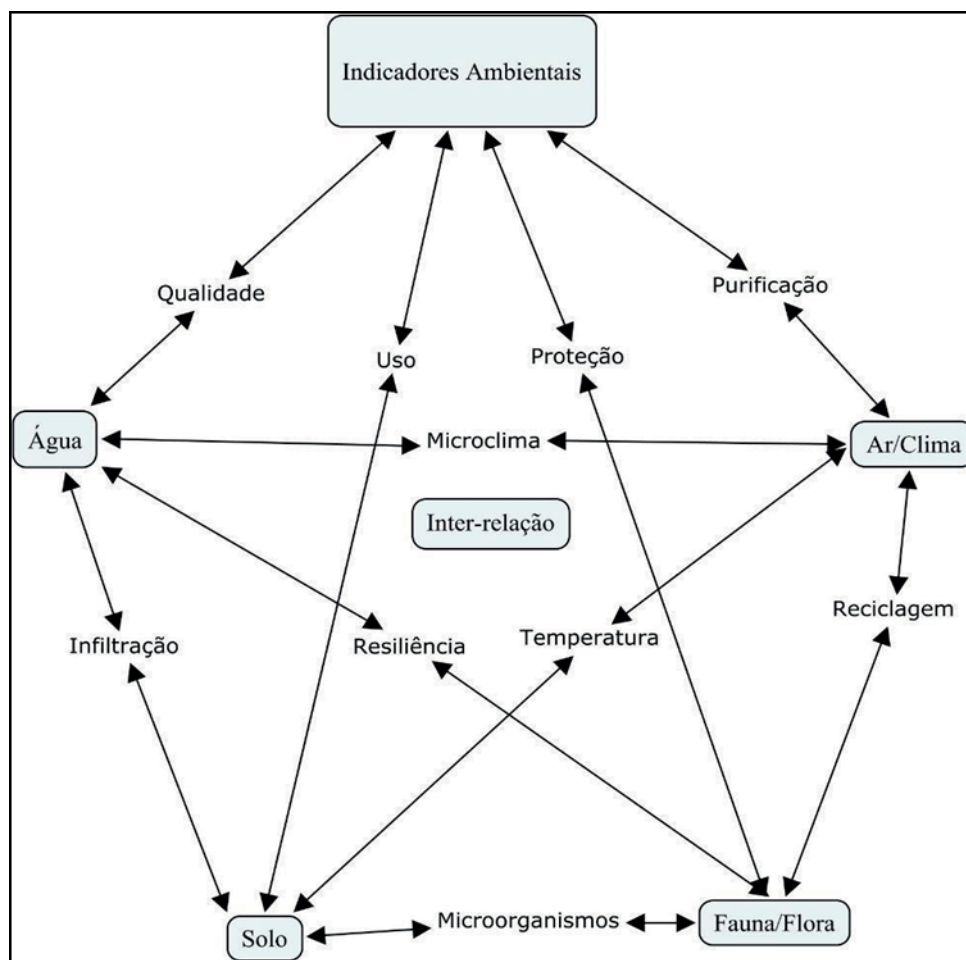 Indicadores Ambientais
Qualidade
Purificação
Uso
Proteção
Água
Microclima
Ar/Clima
Inter-relação
Infiltração
Resiliência
Temperatura
Reciclagem
Solo
Microorganismos
Fauna/Flora